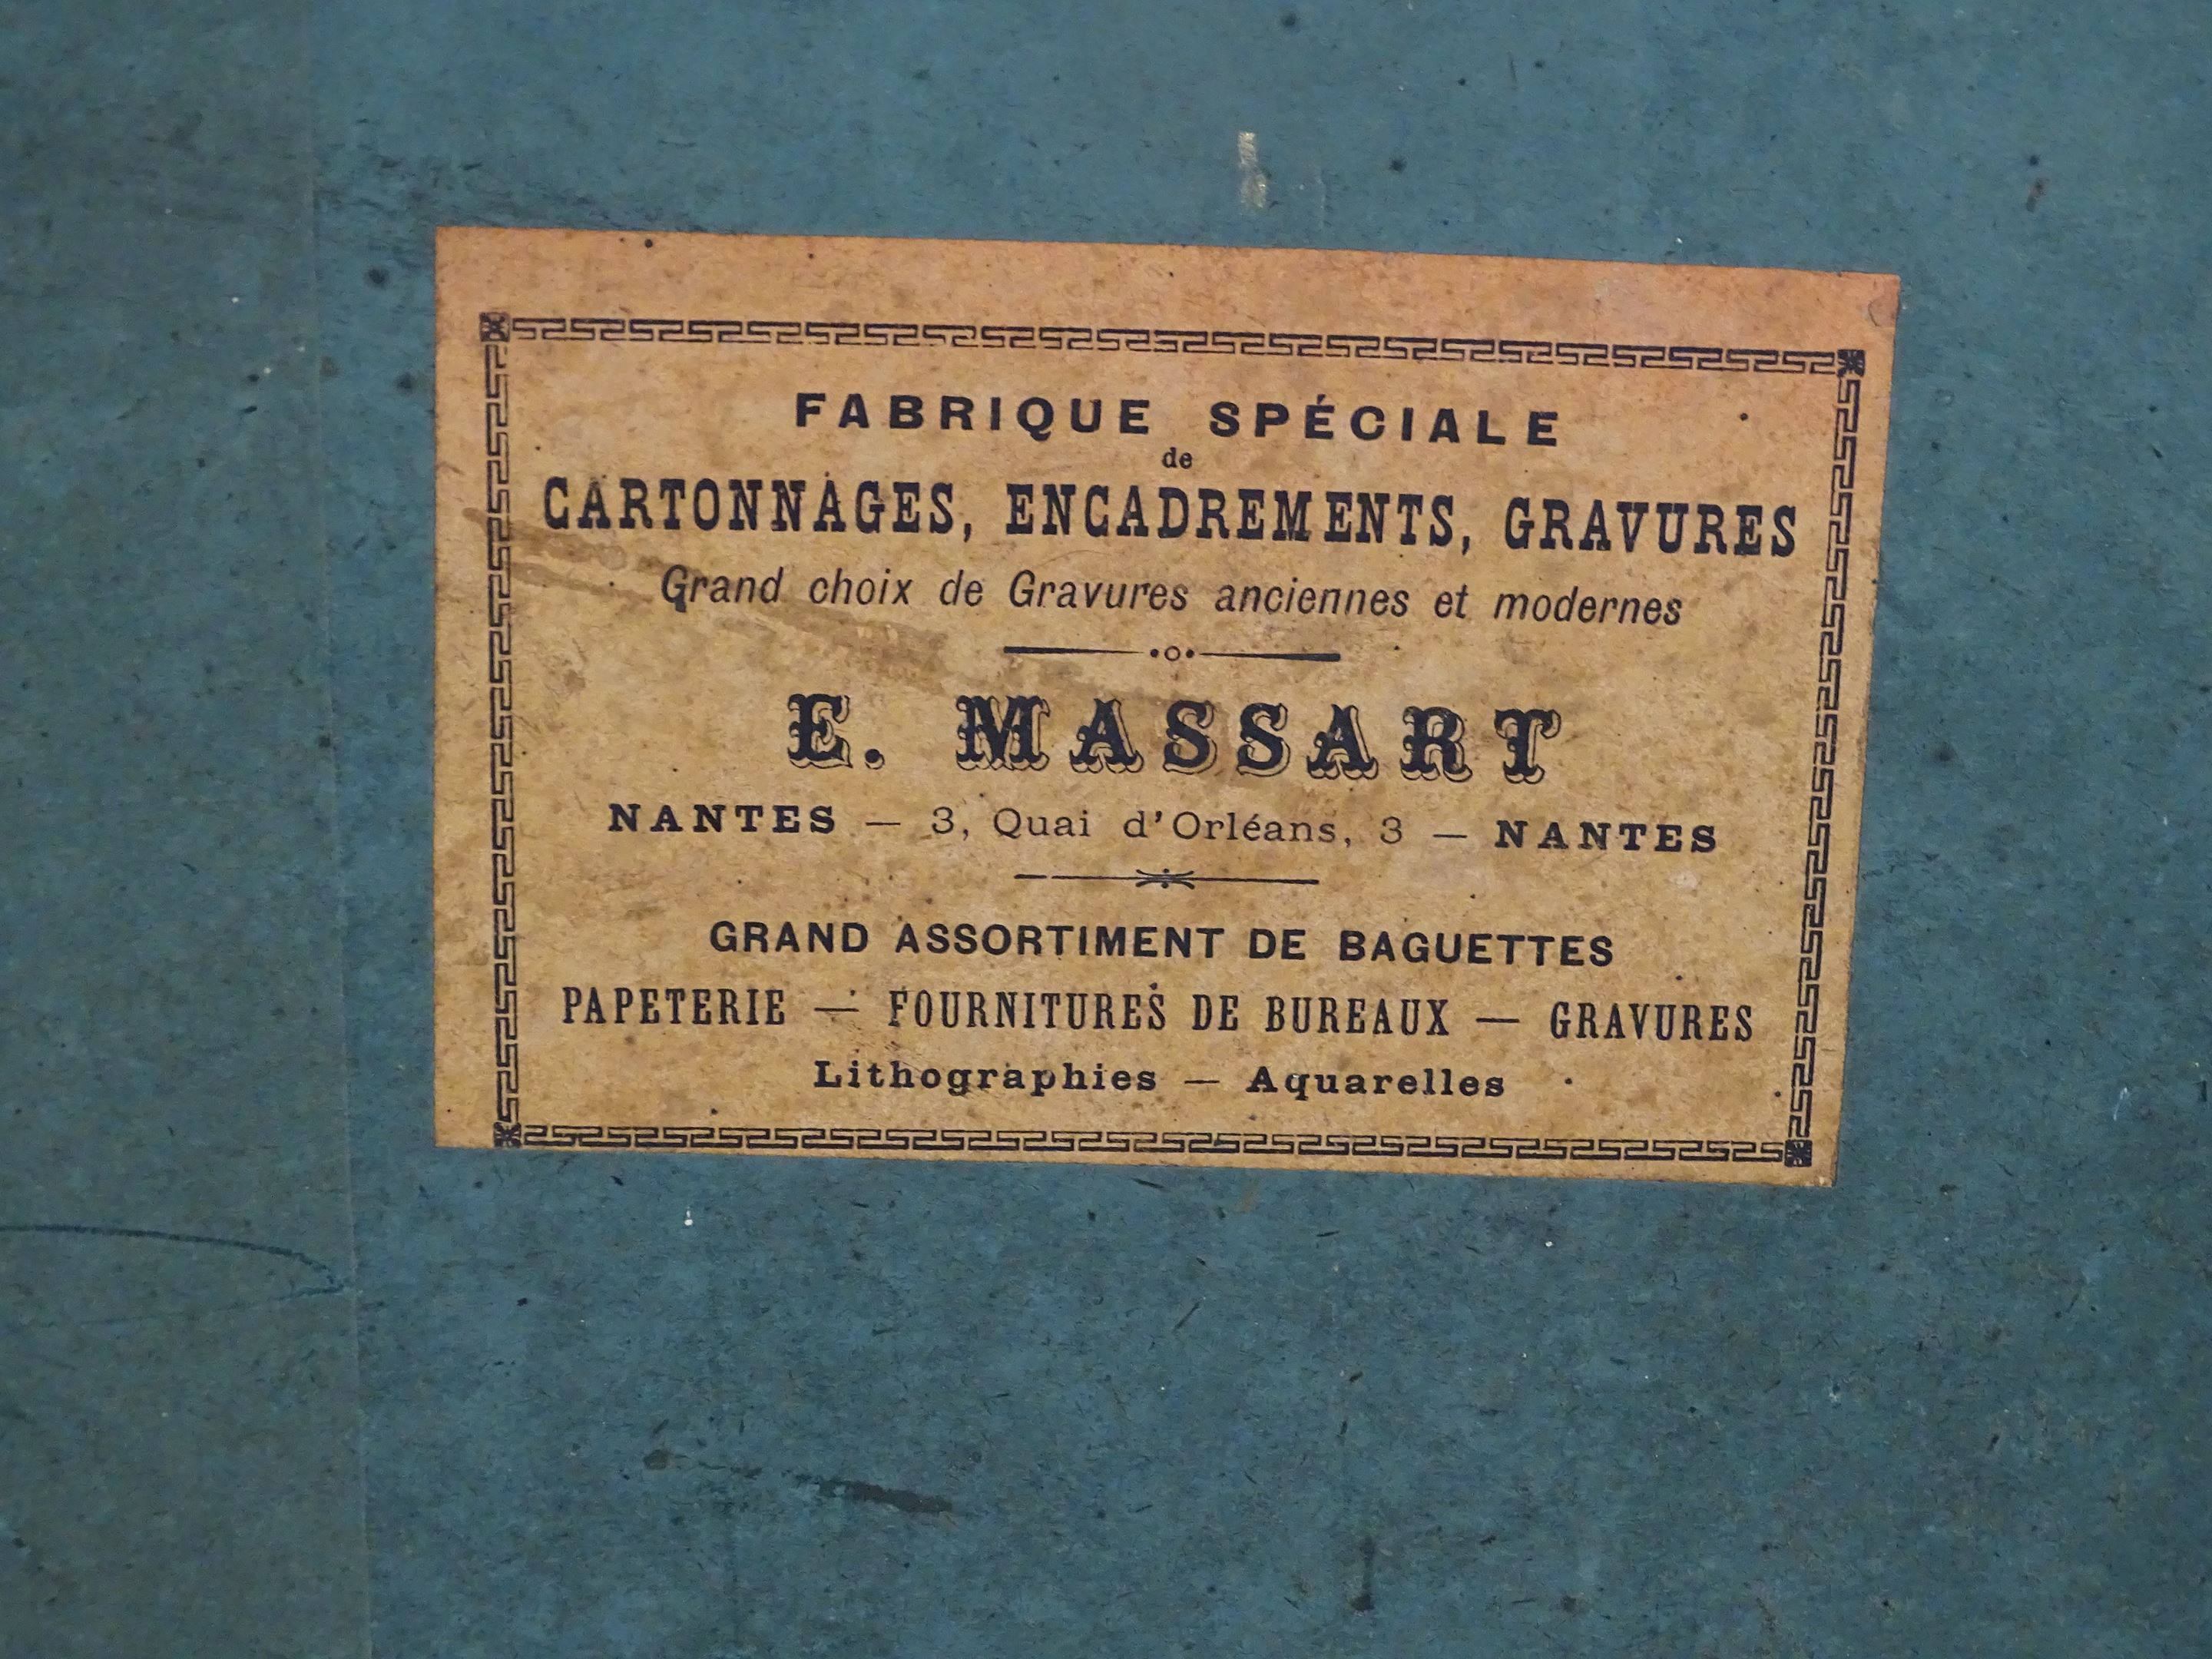 FABRIQUE SPÉCIALE
de
CARTONNAGES, ENCADREMENTS, GRAVURES
Grand choix de Gravures anciennes et modernes
E. MASSART
NANTES — 3, Quai d'Orléans, 3 — NANTES
GRAND ASSORTIMENT DE BAGUETTES
PAPETERIE — FOURNITURES DE BUREAUX — GRAVURES
Lithographies — Aquarelles